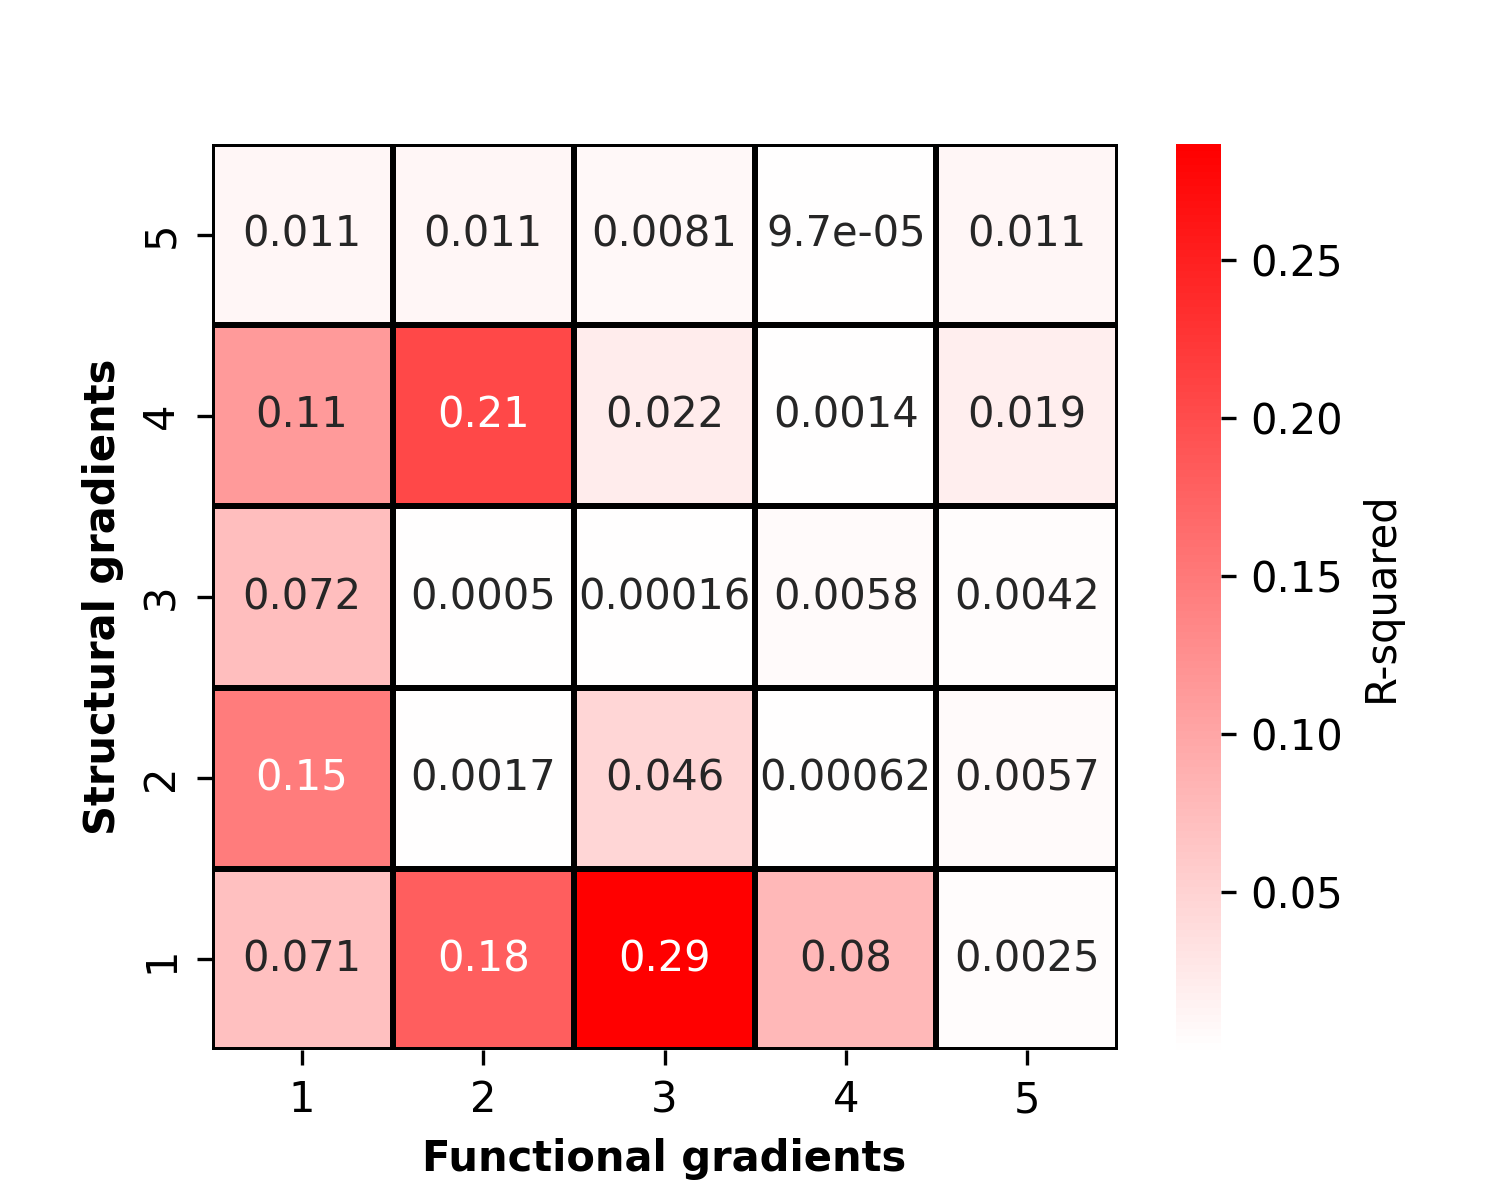 5 0.011 0.011 0.0081 9.7e-05 0.011
4 0.11 0.21 0.022 0.0014 0.019
3 0.072 0.0005 0.00016 0.0058 0.0042
2 0.15 0.0017 0.046 0.00062 0.0057
1 0.071 0.18 0.29 0.08 0.0025
1 2 3 4 5
Functional gradients
Structural gradients
0.25
0.20
0.15
0.10
0.05
R-squared